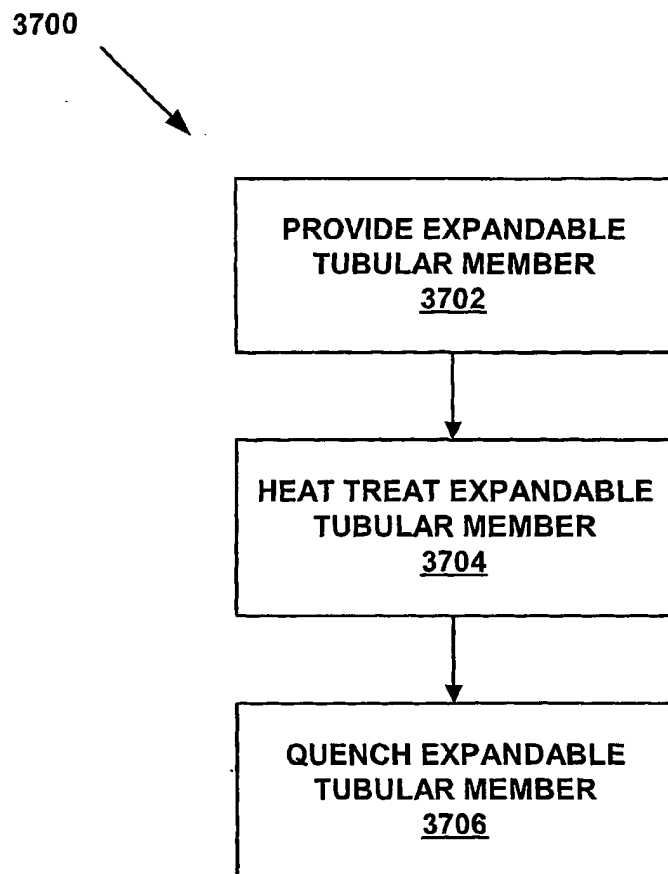 3700
PROVIDE EXPANDABLE
TUBULAR MEMBER
3702
HEAT TREAT EXPANDABLE
TUBULAR MEMBER
3704
QUENCH EXPANDABLE
TUBULAR MEMBER
3706